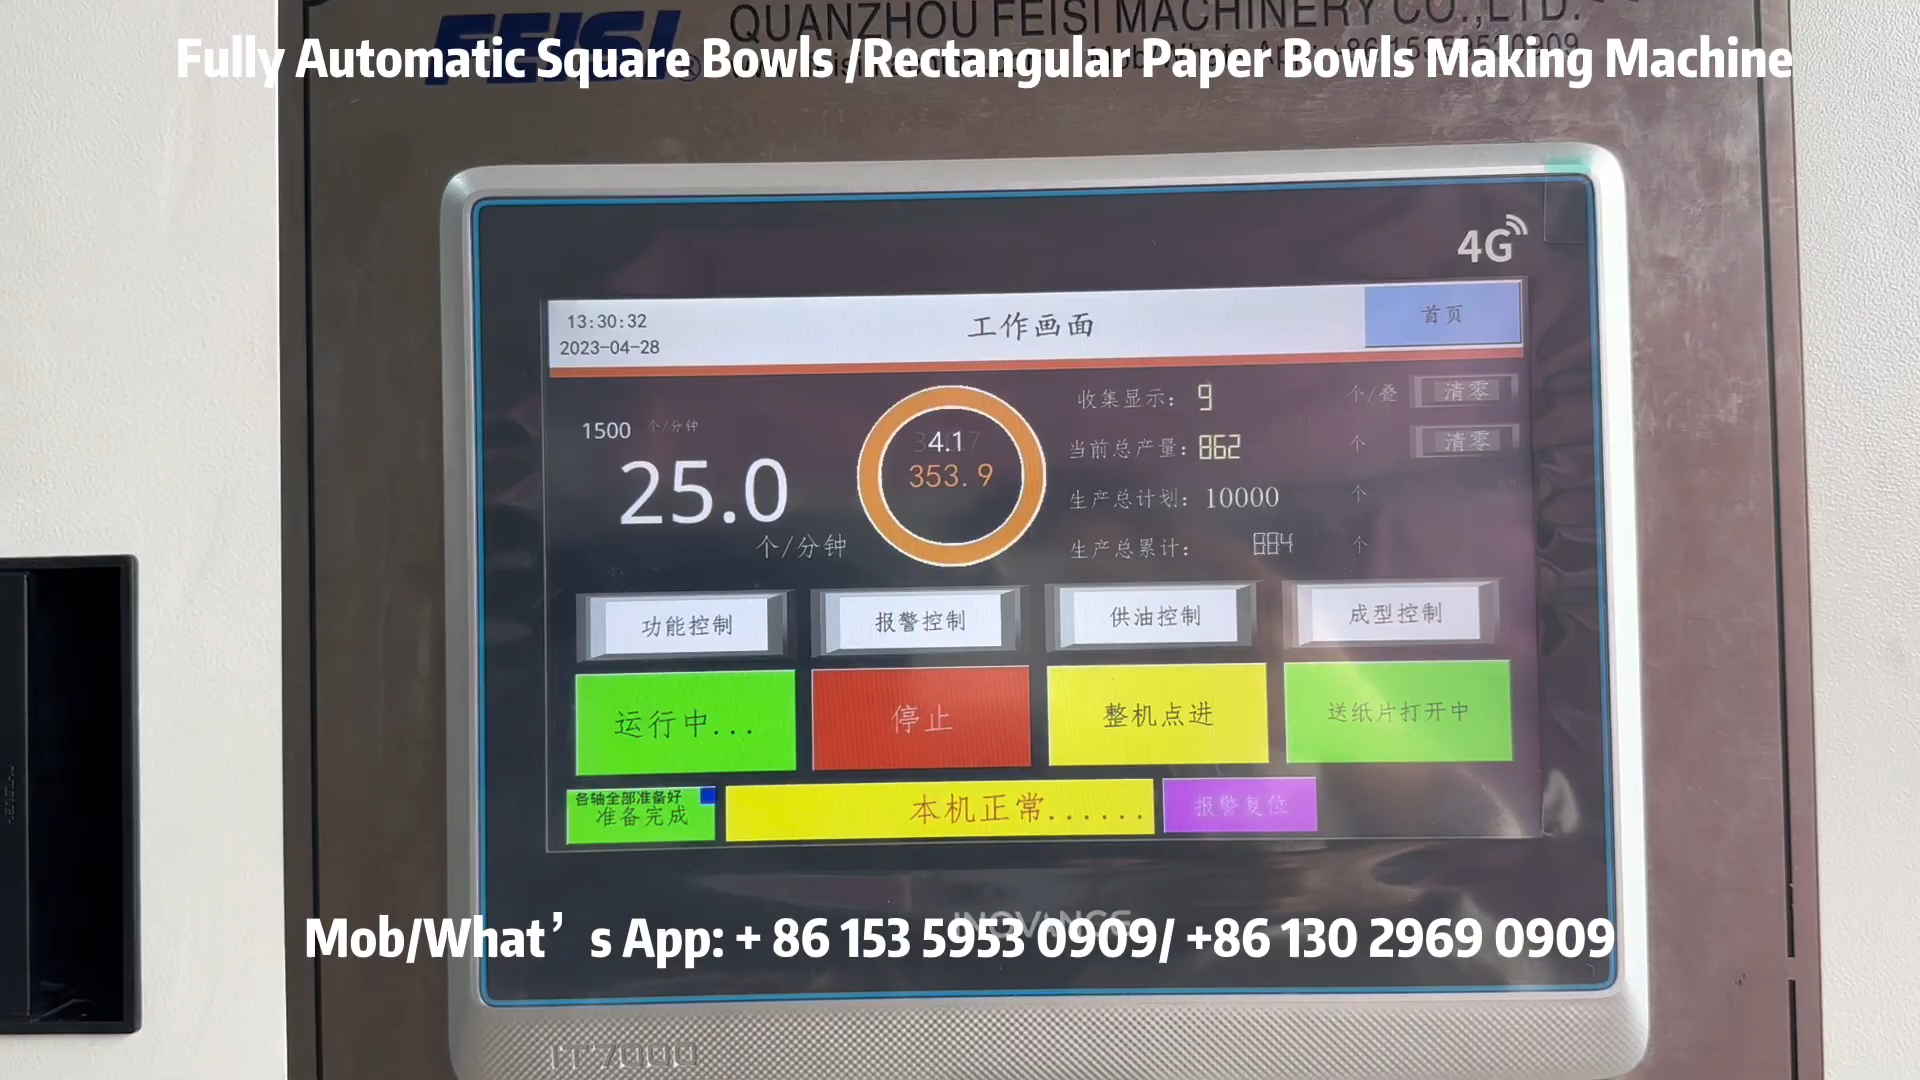 FEISI
QUANZHOU FEISI MACHINERY CO.,LTD.
Fully Automatic Square Bowls /Rectangular Paper Bowls Making Machine
4G
13:30:32
2023-04-28
工作画面
首页
1500 个/分钟
25.0
个/分钟
4.1
353.9
收集显示: 9 个/叠 清零
当前总产量: 862 个 清零
生产总计划: 10000 个
生产总累计: 884 个
功能控制 报警控制 供油控制 成型控制
运行中... 停止 整机点进 送纸片打开中
各轴全部准备好
准备完成
本机正常......
报警复位
INOVANCE
Mob/What’s App: + 86 153 5953 0909/ +86 130 2969 0909
IT7000